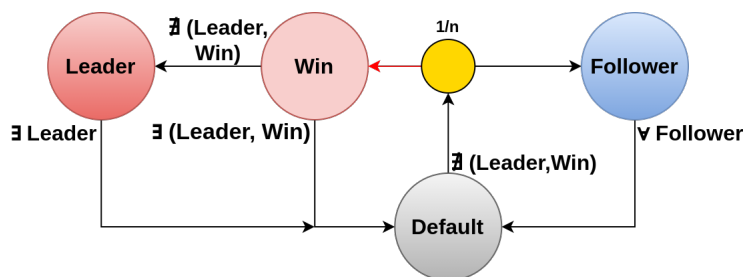 ∄ (Leader,
Win)
1/n
Leader
Win
Follower
∃ Leader
∃ (Leader, Win)
∀ Follower
∄ (Leader,Win)
Default